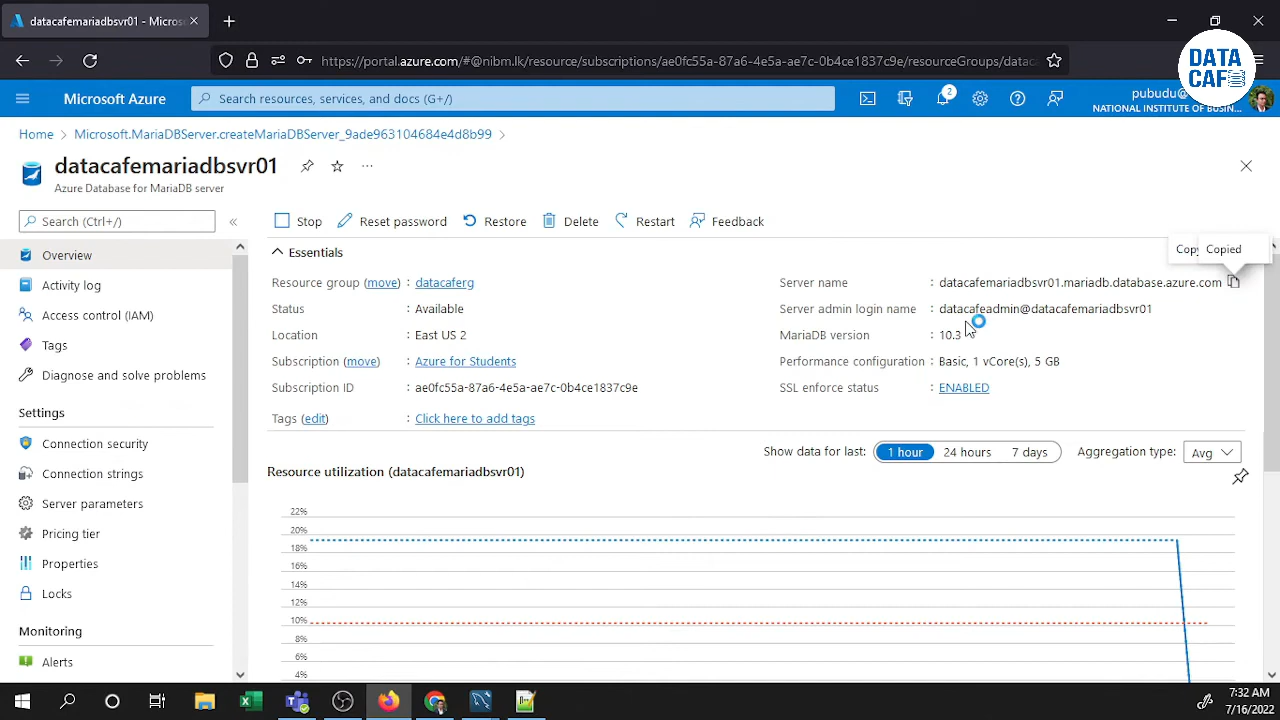 datacafemariadbsvr01 - Micros
https://portal.azure.com/#@nibm.lk/resource/subscriptions/ae0fc55a-87a6-4e5a-ae7c-0b4ce1837c9e/resourceGroups/datac
DATA
CAFE
Microsoft Azure
Search resources, services, and docs (G+/)
2
pubudu@
NATIONAL INSTITUTE OF BUSIN...
Home > Microsoft.MariaDBServer.createMariaDBServer_9ade963104684e4d8b99 >
datacafemariadbsvr01
Azure Database for MariaDB server
Search (Ctrl+/)
Stop Reset password Restore Delete Restart Feedback
Overview
Activity log
Access control (IAM)
Tags
Diagnose and solve problems
Settings
Connection security
Connection strings
Server parameters
Pricing tier
Properties
Locks
Monitoring
Alerts
Essentials
Copy Copied
Resource group (move) : datacaferg
Status : Available
Location : East US 2
Subscription (move) : Azure for Students
Subscription ID : ae0fc55a-87a6-4e5a-ae7c-0b4ce1837c9e
Tags (edit) : Click here to add tags
Server name : datacafemariadbsvr01.mariadb.database.azure.com
Server admin login name : datacafeadmin@datacafemariadbsvr01
MariaDB version : 10.3
Performance configuration : Basic, 1 vCore(s), 5 GB
SSL enforce status : ENABLED
Show data for last: 1 hour 24 hours 7 days Aggregation type: Avg
Resource utilization (datacafemariadbsvr01)
22%
20%
18%
16%
14%
12%
10%
8%
6%
4%
7:32 AM
7/16/2022